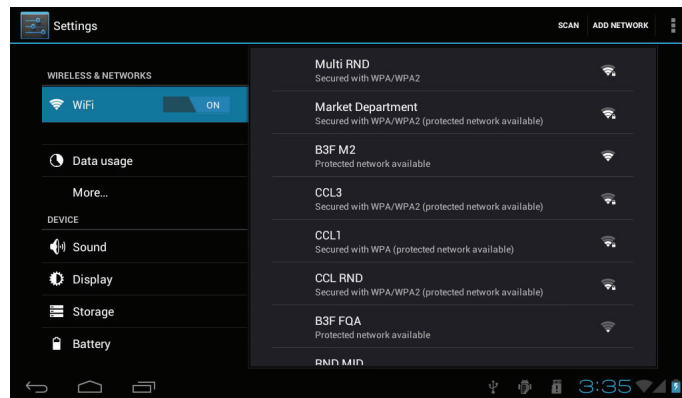 Settings
SCAN ADD NETWORK
WIRELESS & NETWORKS
WiFi ON
Data usage
More...
DEVICE
Sound
Display
Storage
Battery
Multi RND
Secured with WPA/WPA2
Market Department
Secured with WPA/WPA2 (protected network available)
B3F M2
Protected network available
CCL3
Secured with WPA/WPA2 (protected network available)
CCL1
Secured with WPA (protected network available)
CCL RND
Secured with WPA/WPA2 (protected network available)
B3F FQA
Protected network available
RND MID
3:35